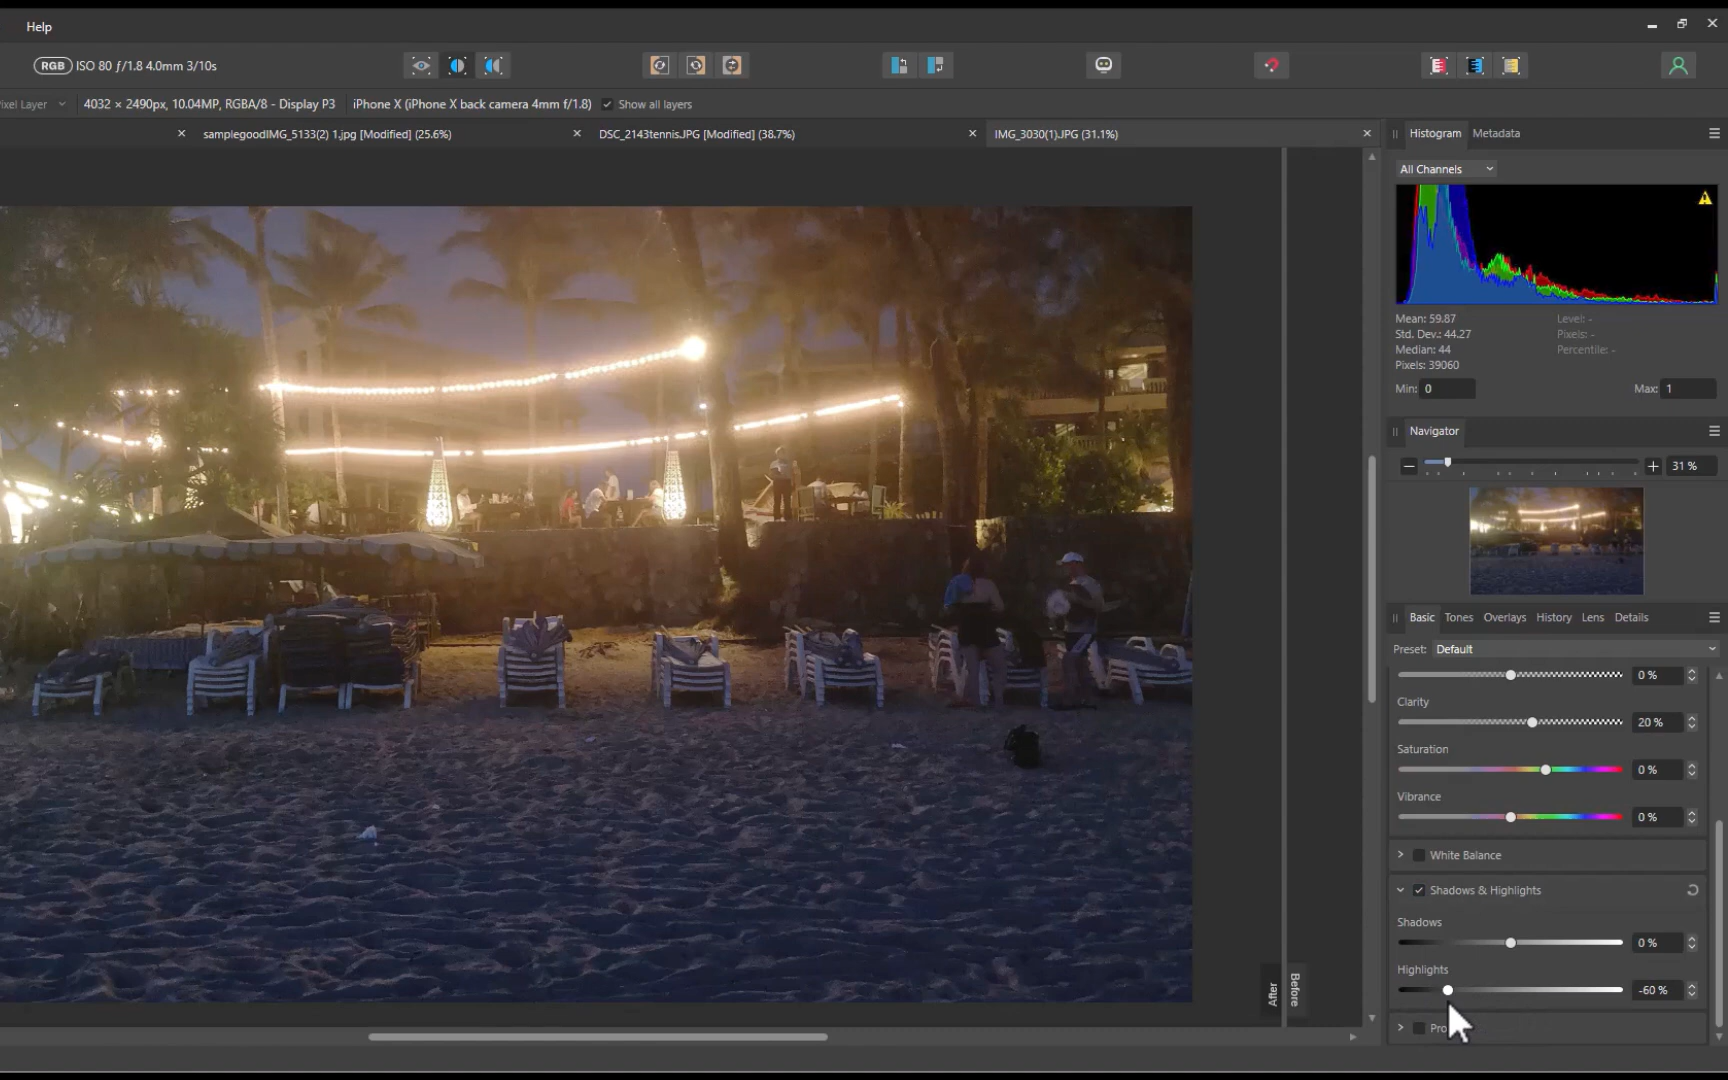 Help
RGB ISO 80 ƒ/1.8 4.0mm 3/10s
ixel Layer 4032 × 2490px, 10.04MP, RGBA/8 - Display P3 iPhone X (iPhone X back camera 4mm f/1.8) Show all layers
samplegoodIMG_5133(2) 1.jpg [Modified] (25.6%) DSC_2143tennis.JPG [Modified] (38.7%) IMG_3030(1).JPG (31.1%)
Histogram Metadata
All Channels
Mean: 59.87 Level: -
Std. Dev.: 44.27 Pixels: -
Median: 44 Percentile: -
Pixels: 39060
Min: 0 Max: 1
Navigator
31 %
Basic Tones Overlays History Lens Details
Preset: Default
0 %
Clarity
20 %
Saturation
0 %
Vibrance
0 %
White Balance
Shadows & Highlights
Shadows
0 %
Highlights
-60 %
Pro
After
Before